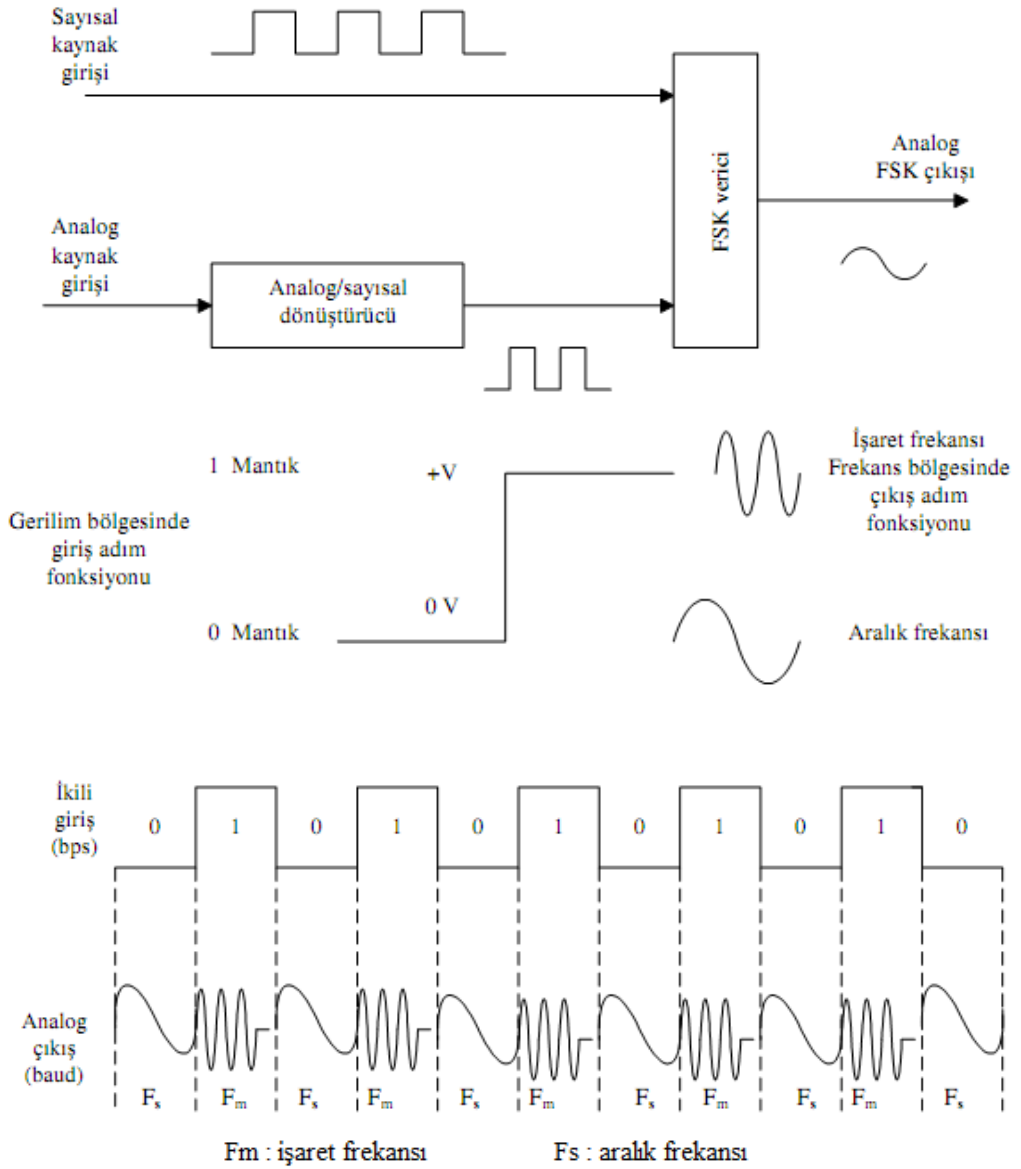 Sayısal
kaynak
girişi
FSK verici
Analog
FSK çıkışı
Analog
kaynak
girişi
Analog/sayısal
dönüştürücü
1 Mantık
+V
İşaret frekansı
Frekans bölgesinde
çıkış adım
fonksiyonu
Gerilim bölgesinde
giriş adım
fonksiyonu
0 V
0 Mantık
Aralık frekansı
İkili
giriş
(bps)
0 1 0 1 0 1 0 1 0 1 0
Analog
çıkış
(baud)
Fs Fm Fs Fm Fs Fm Fs Fm Fs Fm Fs
Fm : işaret frekansı Fs : aralık frekansı